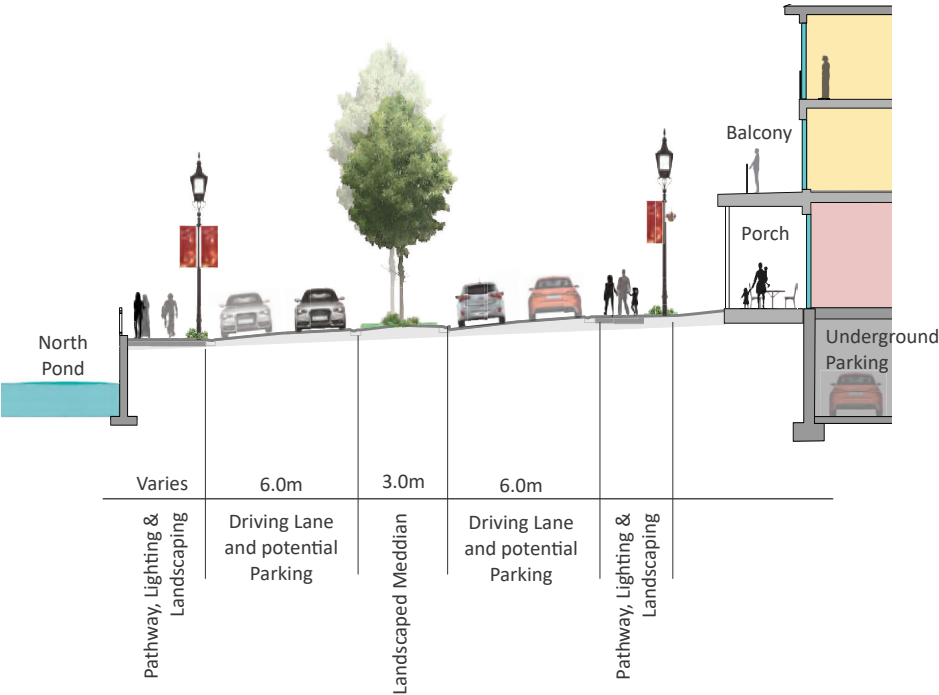 Balcony
Porch
North
Pond
Underground
Parking
Varies
6.0m
3.0m
6.0m
Pathway, Lighting &
Landscaping
Driving Lane
and potential
Parking
Landscaped Meddian
Driving Lane
and potential
Parking
Pathway, Lighting &
Landscaping